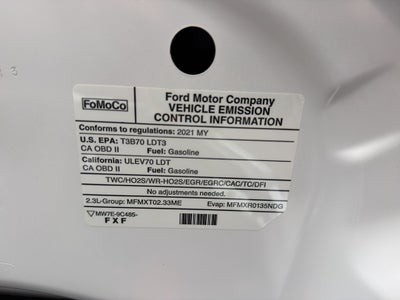 FoMoCo
Ford Motor Company
VEHICLE EMISSION
CONTROL INFORMATION
Conforms to regulations: 2021 MY
U.S. EPA: T3B70 LDT3
CA OBD II Fuel: Gasoline
California: ULEV70 LDT
CA OBD II Fuel: Gasoline
TWC/HO2S/WR-HO2S/EGR/EGRC/CAC/TC/DFI
No adjustments needed.
2.3L-Group: MFMXT02.33ME Evap: MFMXR0135NDG
MW7E-9C485-
FXF